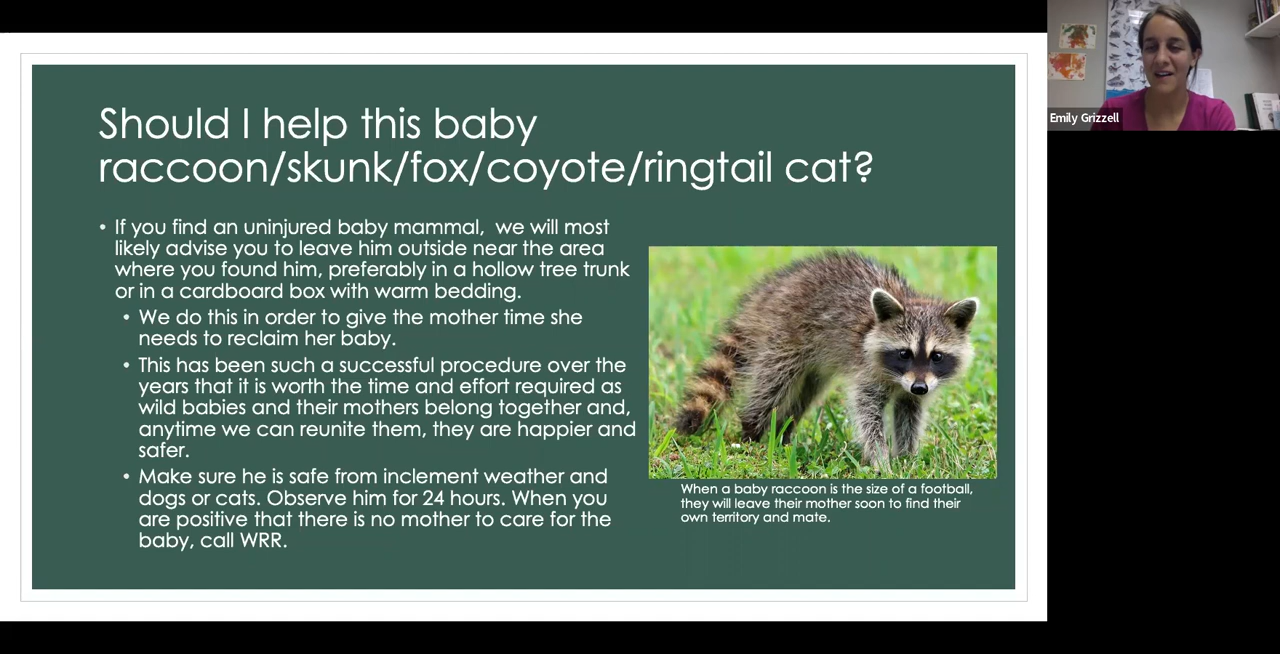 Should I help this baby
raccoon/skunk/fox/coyote/ringtail cat?
• If you find an uninjured baby mammal, we will most
likely advise you to leave him outside near the area
where you found him, preferably in a hollow tree trunk
or in a cardboard box with warm bedding.
• We do this in order to give the mother time she
needs to reclaim her baby.
• This has been such a successful procedure over the
years that it is worth the time and effort required as
wild babies and their mothers belong together and,
anytime we can reunite them, they are happier and
safer.
• Make sure he is safe from inclement weather and
dogs or cats. Observe him for 24 hours. When you
are positive that there is no mother to care for the
baby, call WRR.
When a baby raccoon is the size of a football,
they will leave their mother soon to find their
own territory and mate.
Emily Grizzell